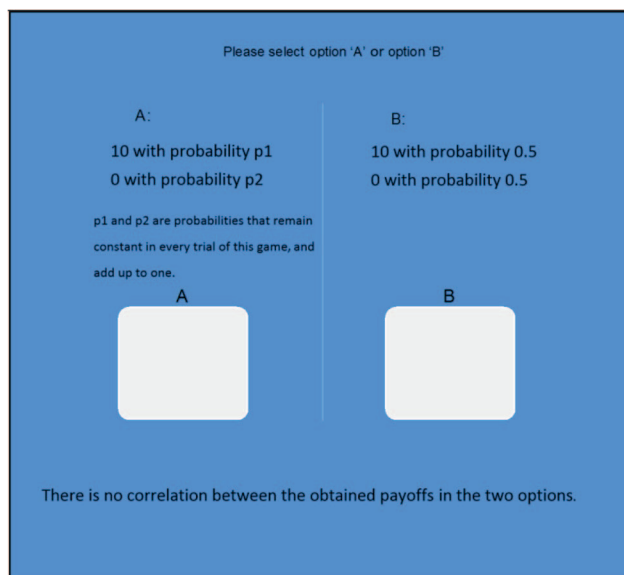 Please select option ‘A’ or option ‘B’
A:
10 with probability p1
0 with probability p2
p1 and p2 are probabilities that remain
constant in every trial of this game, and
add up to one.
A
B:
10 with probability 0.5
0 with probability 0.5
B
There is no correlation between the obtained payoffs in the two options.